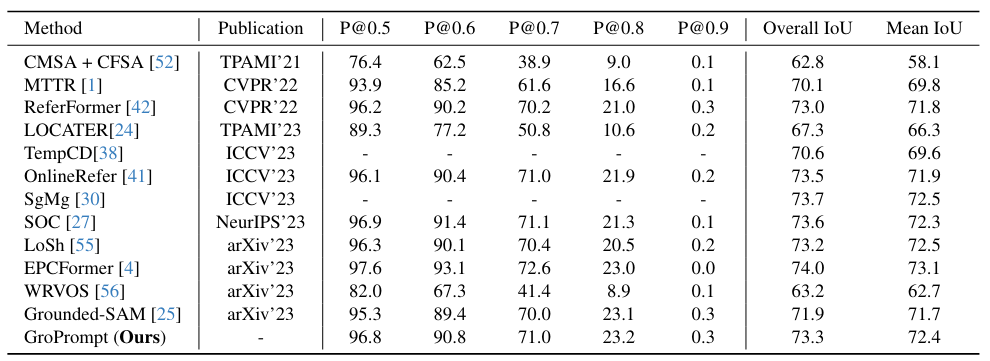 Method Publication P@0.5 P@0.6 P@0.7 P@0.8 P@0.9 Overall IoU Mean IoU
CMSA + CFSA [52] TPAMI'21 76.4 62.5 38.9 9.0 0.1 62.8 58.1
MTTR [1] CVPR'22 93.9 85.2 61.6 16.6 0.1 70.1 69.8
ReferFormer [42] CVPR'22 96.2 90.2 70.2 21.0 0.3 73.0 71.8
LOCATER[24] TPAMI'23 89.3 77.2 50.8 10.6 0.2 67.3 66.3
TempCD[38] ICCV'23 - - - - - 70.6 69.6
OnlineRefer [41] ICCV'23 96.1 90.4 71.0 21.9 0.2 73.5 71.9
SgMg [30] ICCV'23 - - - - - 73.7 72.5
SOC [27] NeurIPS'23 96.9 91.4 71.1 21.3 0.1 73.6 72.3
LoSh [55] arXiv'23 96.3 90.1 70.4 20.5 0.2 73.2 72.5
EPCFormer [4] arXiv'23 97.6 93.1 72.6 23.0 0.0 74.0 73.1
WRVOS [56] arXiv'23 82.0 67.3 41.4 8.9 0.1 63.2 62.7
Grounded-SAM [25] arXiv'23 95.3 89.4 70.0 23.1 0.3 71.9 71.7
GroPrompt (Ours) - 96.8 90.8 71.0 23.2 0.3 73.3 72.4